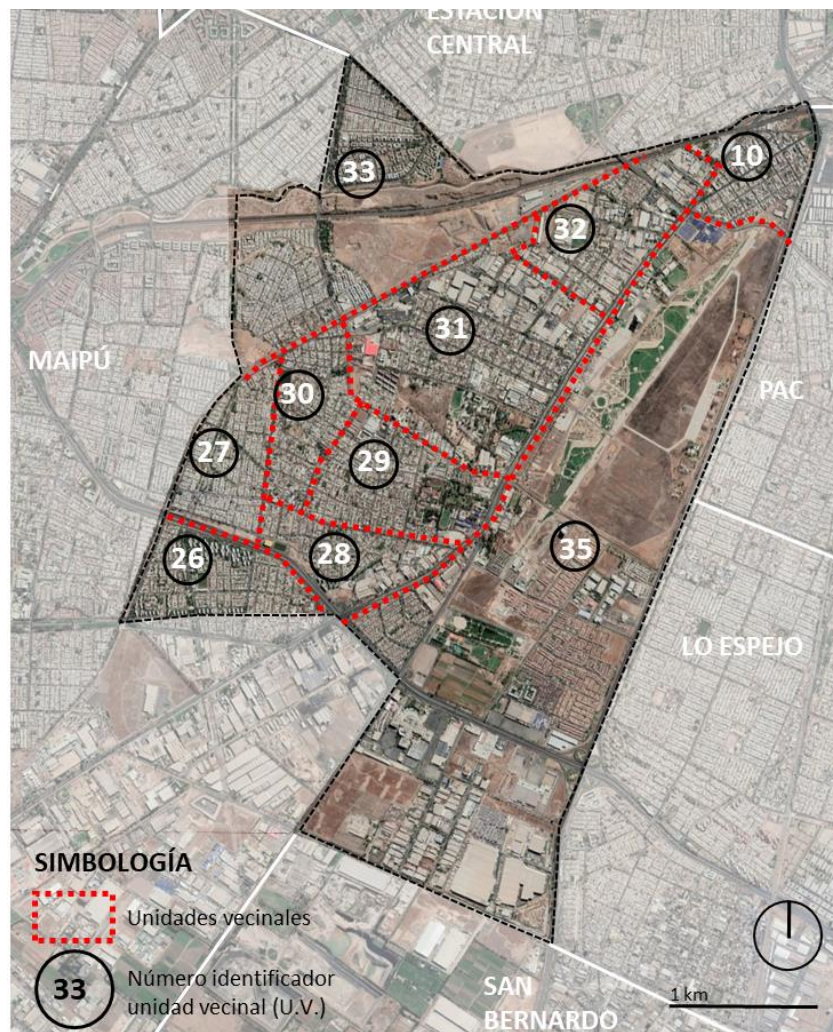 ESTACIÓN
CENTRAL
10
33
32
31
MAIPÚ
30
PAC
27
29
35
28
26
LO ESPEJO
SIMBOLOGÍA
Unidades vecinales
33
Número identificador
unidad vecinal (U.V.)
SAN
BERNARDO
1 km